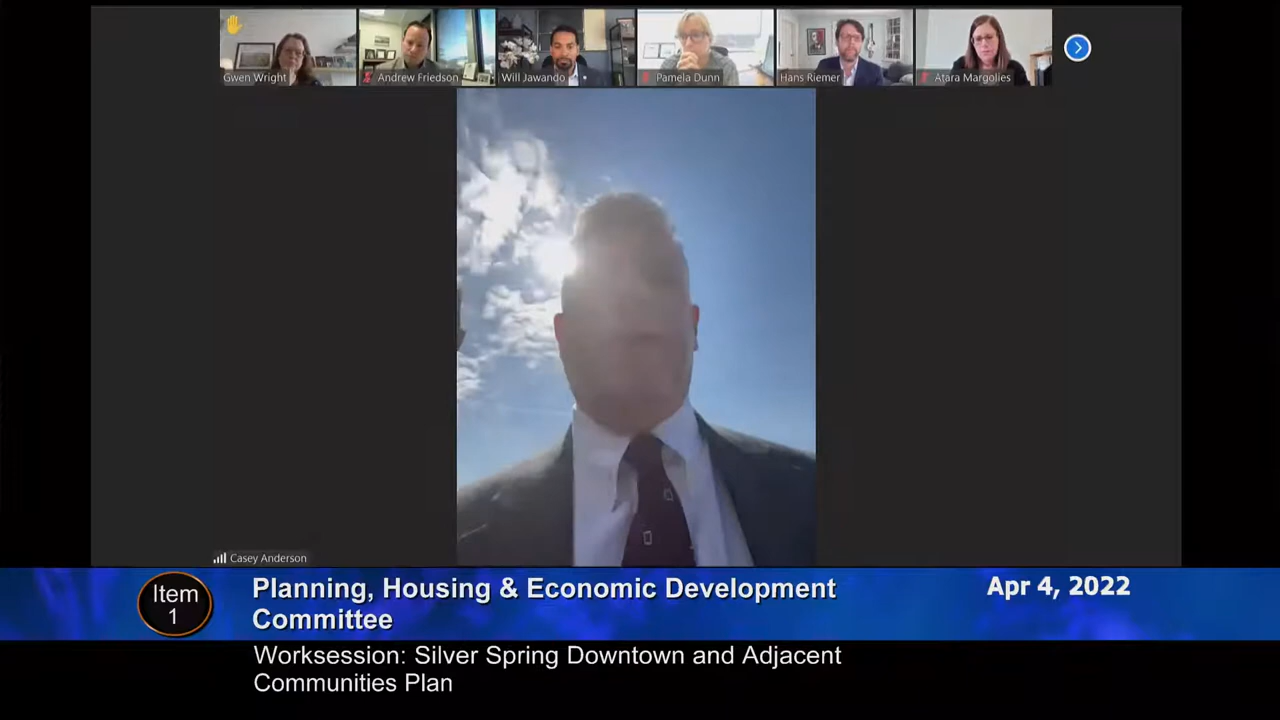 Gwen Wright
Andrew Friedson
Will Jawando
Pamela Dunn
Hans Riemer
Atara Margolies
Casey Anderson
Item
1
Planning, Housing & Economic Development
Committee
Apr 4, 2022
Worksession: Silver Spring Downtown and Adjacent
Communities Plan